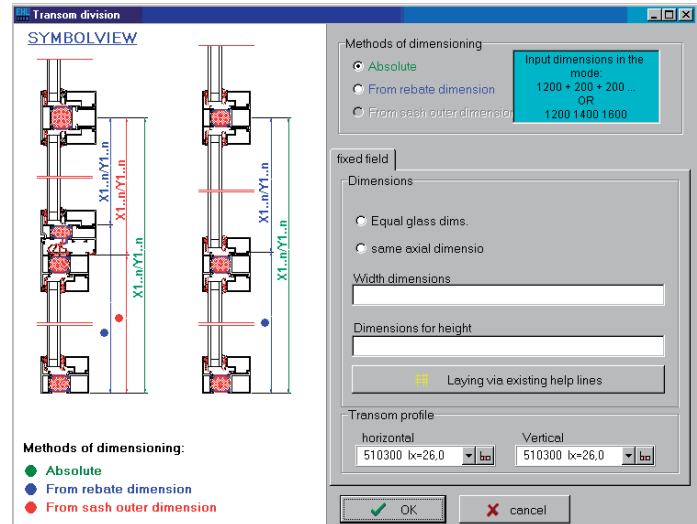 EHL Transom division
SYMBOLVIEW
X1..n/Y1..n
X1..n/Y1..n
X1..n/Y1..n
X1..n/Y1..n
X1..n/Y1..n
Methods of dimensioning:
Absolute
From rebate dimension
From sash outer dimension
Methods of dimensioning
Absolute
From rebate dimension
From sash outer dimension
Input dimensions in the
mode:
1200 + 200 + 200 ...
OR
1200 1400 1600
fixed field
Dimensions
Equal glass dims.
same axial dimensio
Width dimensions
Dimensions for height
Laying via existing help lines
Transom profile
horizontal Vertical
510300 Ix=26,0 510300 Ix=26,0
OK cancel